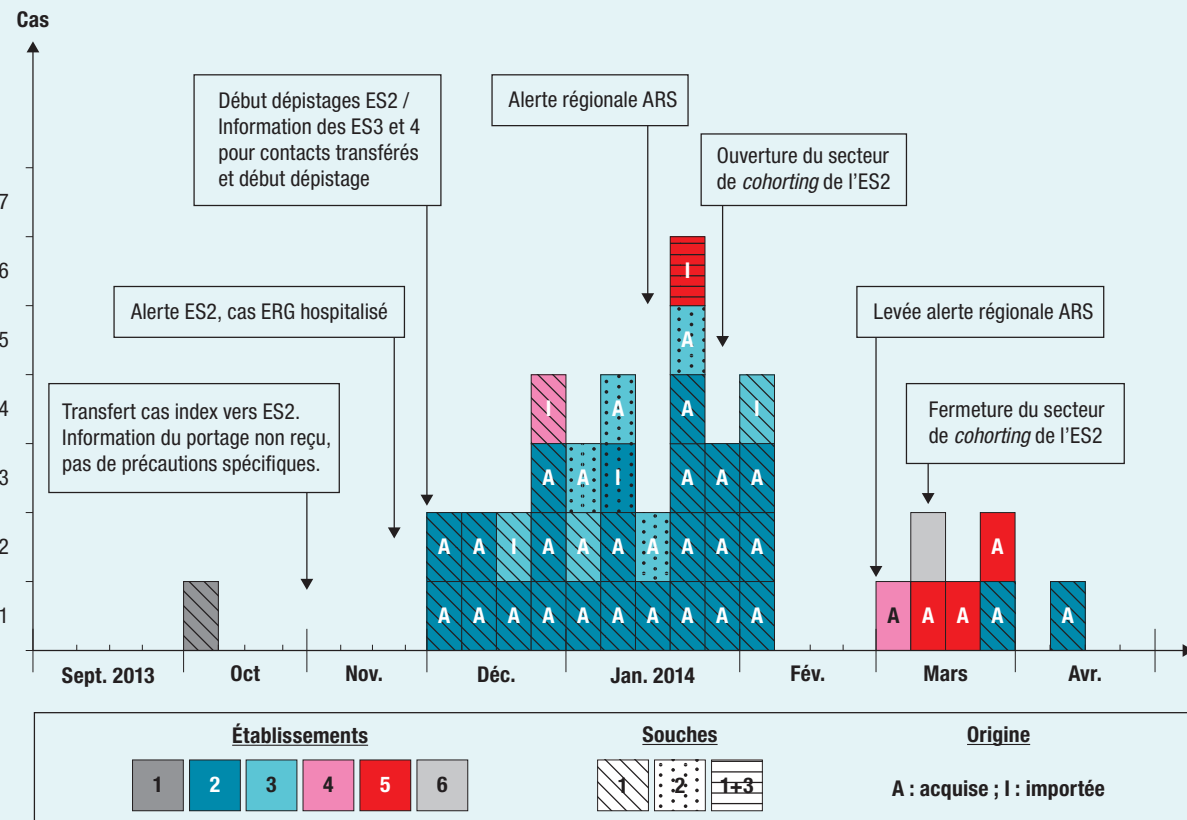 Cas
Début dépistages ES2 /
Information des ES3 et 4
pour contacts transférés
et début dépistage
Alerte régionale ARS
Ouverture du secteur
de cohorting de l'ES2
Alerte ES2, cas ERG hospitalisé
Levée alerte régionale ARS
Transfert cas index vers ES2.
Information du portage non reçu,
pas de précautions spécifiques.
Fermeture du secteur
de cohorting de l'ES2
7
6
I
5
A
4
I A A I
3
A A I A A A
2
A A I A A A A A A A A
1
A A A A A A A A A A A A A A A
Sept. 2013 Oct Nov. Déc. Jan. 2014 Fév. Mars Avr.
Établissements Souches Origine
1 2 3 4 5 6 1 2 1+3 A : acquise ; I : importée